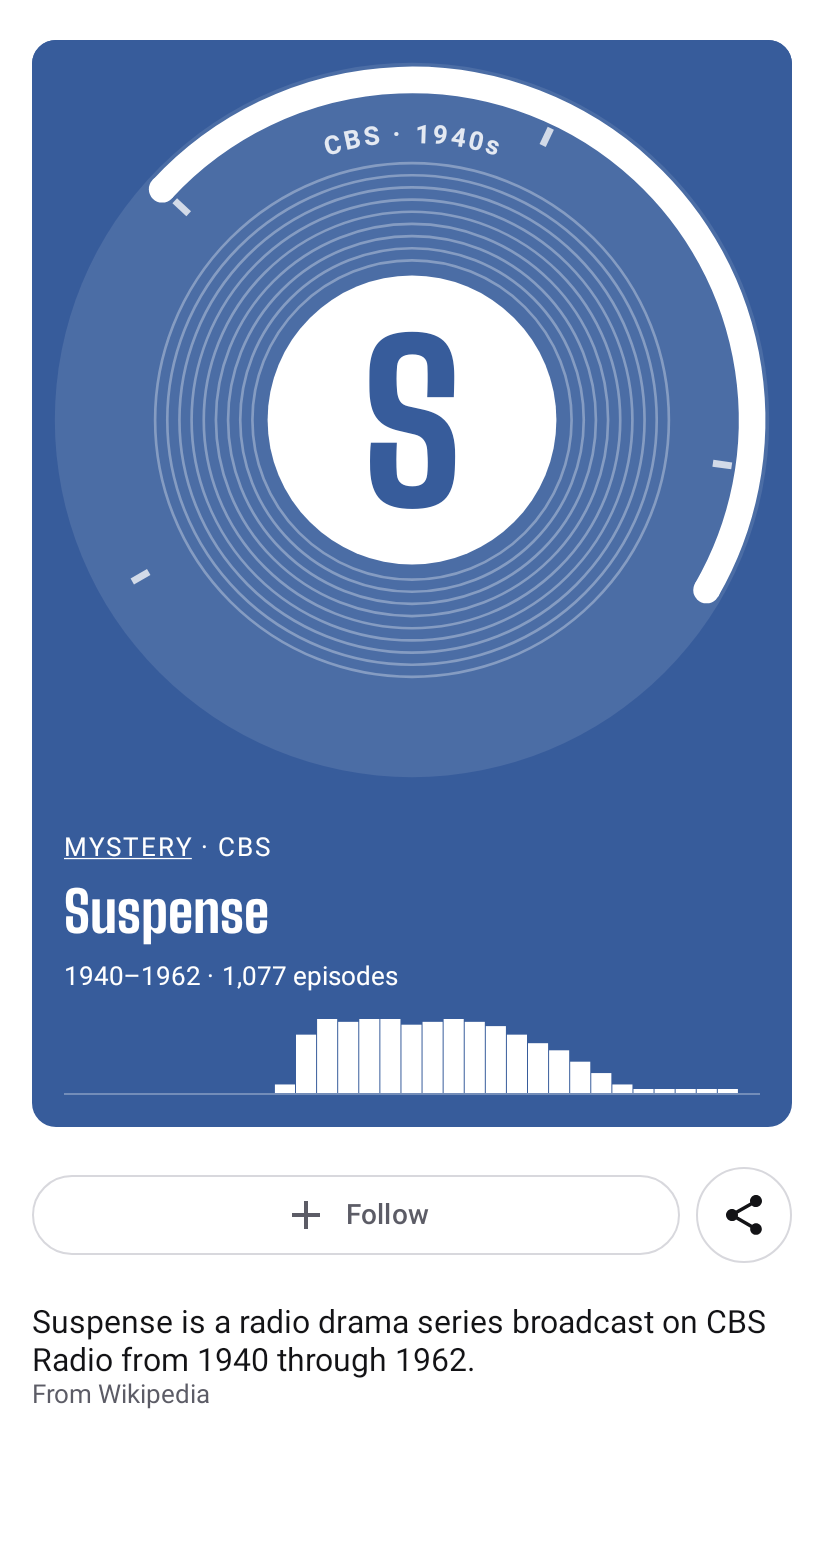 CBS · 1940s
S
MYSTERY · CBS
Suspense
1940–1962 · 1,077 episodes
Follow
Suspense is a radio drama series broadcast on CBS
Radio from 1940 through 1962.
From Wikipedia